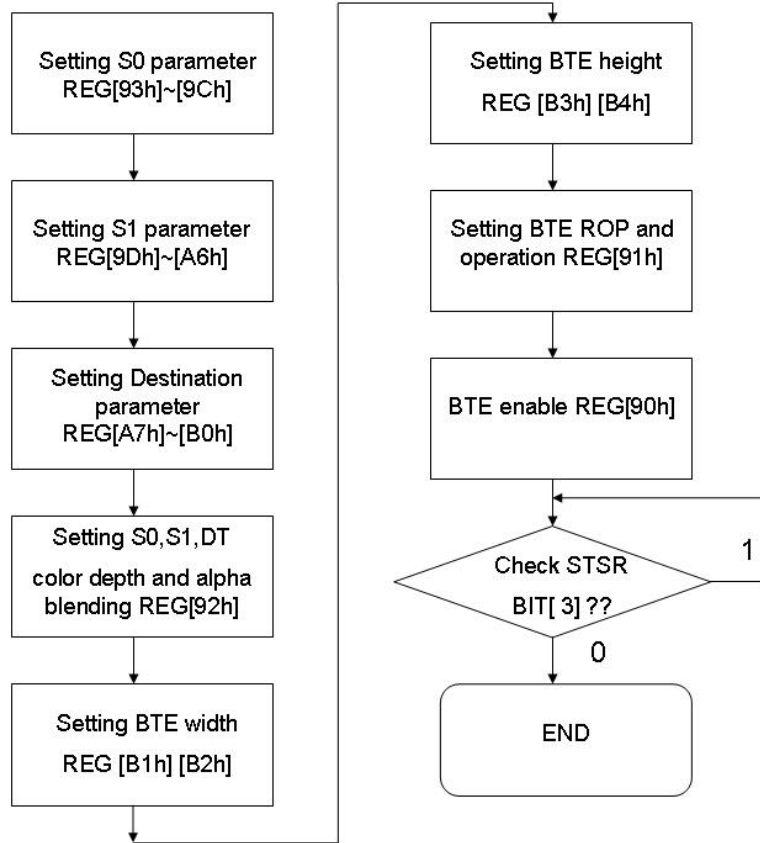 Setting S0 parameter
REG[93h]~[9Ch]
Setting S1 parameter
REG[9Dh]~[A6h]
Setting Destination
parameter
REG[A7h]~[B0h]
Setting S0,S1,DT
color depth and alpha
blending REG[92h]
Setting BTE width
REG [B1h] [B2h]
Setting BTE height
REG [B3h] [B4h]
Setting BTE ROP and
operation REG[91h]
BTE enable REG[90h]
Check STSR
BIT[ 3] ??
1
0
END